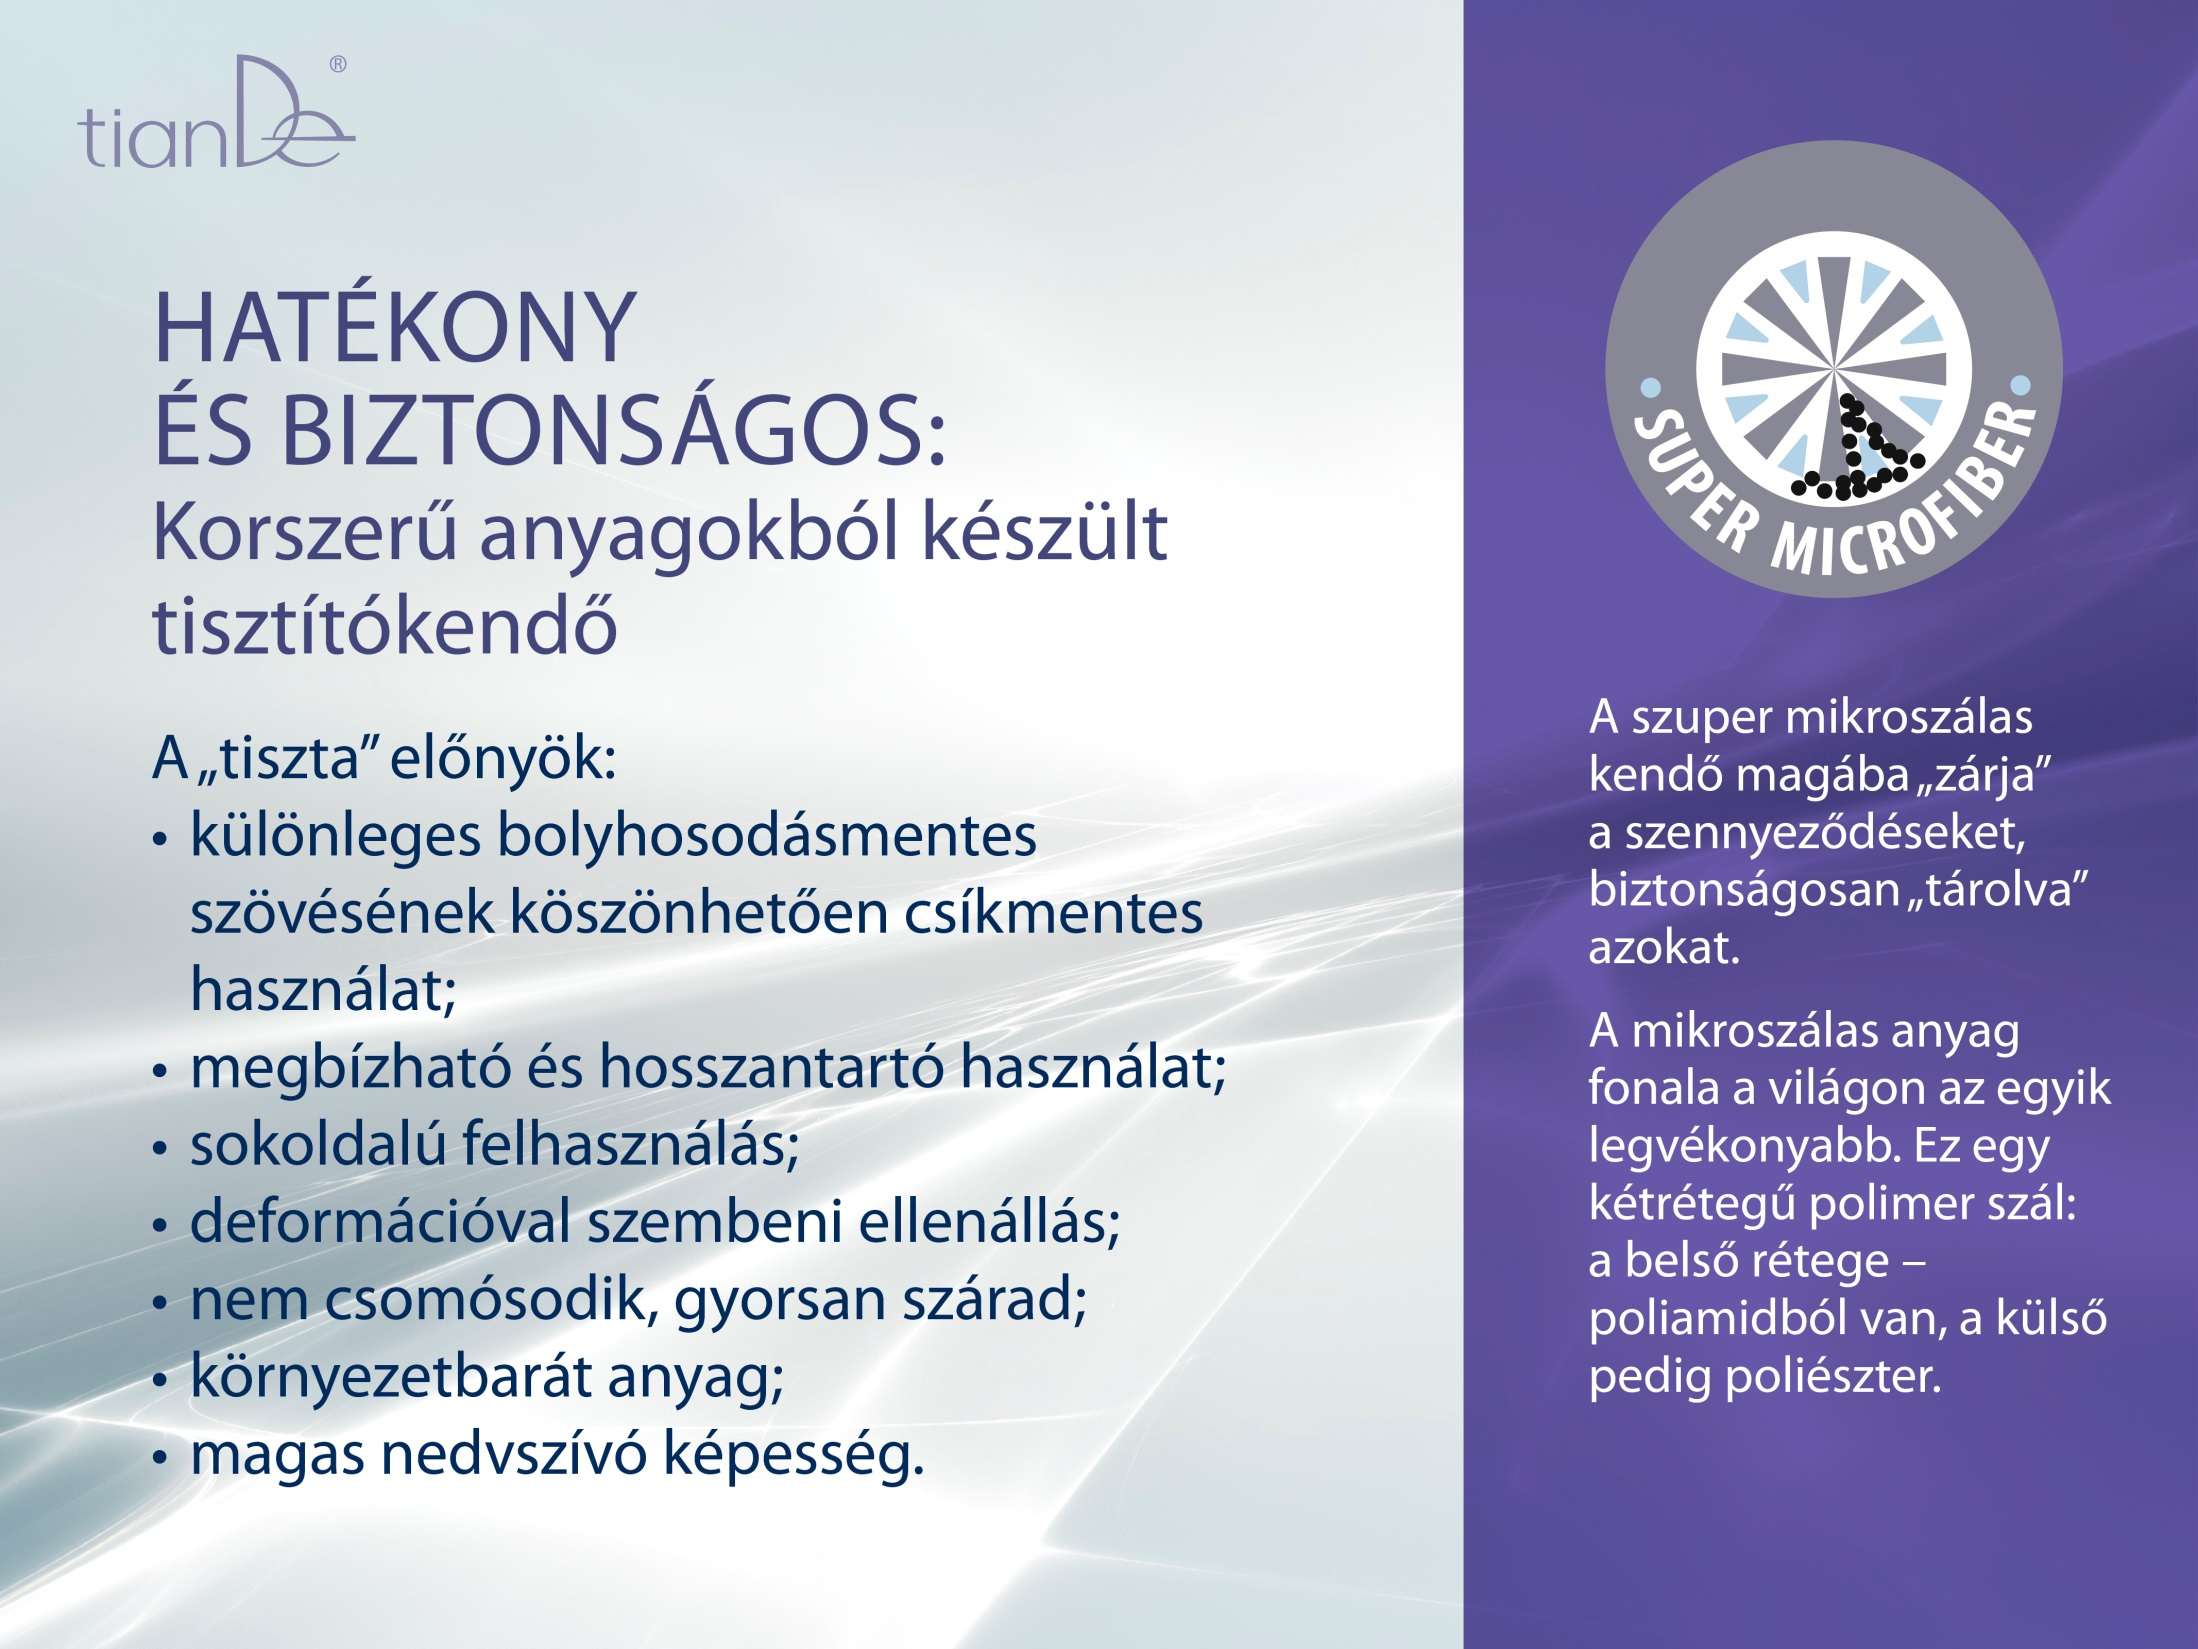 tianDe®
HATÉKONY
ÉS BIZTONSÁGOS:
Korszerű anyagokból készült
tisztítókendő
A „tiszta” előnyök:
• különleges bolyhosodásmentes
szövésének köszönhetően csíkmentes
használat;
• megbízható és hosszantartó használat;
• sokoldalú felhasználás;
• deformációval szembeni ellenállás;
• nem csomósodik, gyorsan szárad;
• környezetbarát anyag;
• magas nedvszívó képesség.
• SUPER MICROFIBER •
A szuper mikroszálas
kendő magába „zárja”
a szennyeződéseket,
biztonságosan „tárolva”
azokat.
A mikroszálas anyag
fonala a világon az egyik
legvékonyabb. Ez egy
kétrétegű polimer szál:
a belső rétege –
poliamidból van, a külső
pedig poliészter.